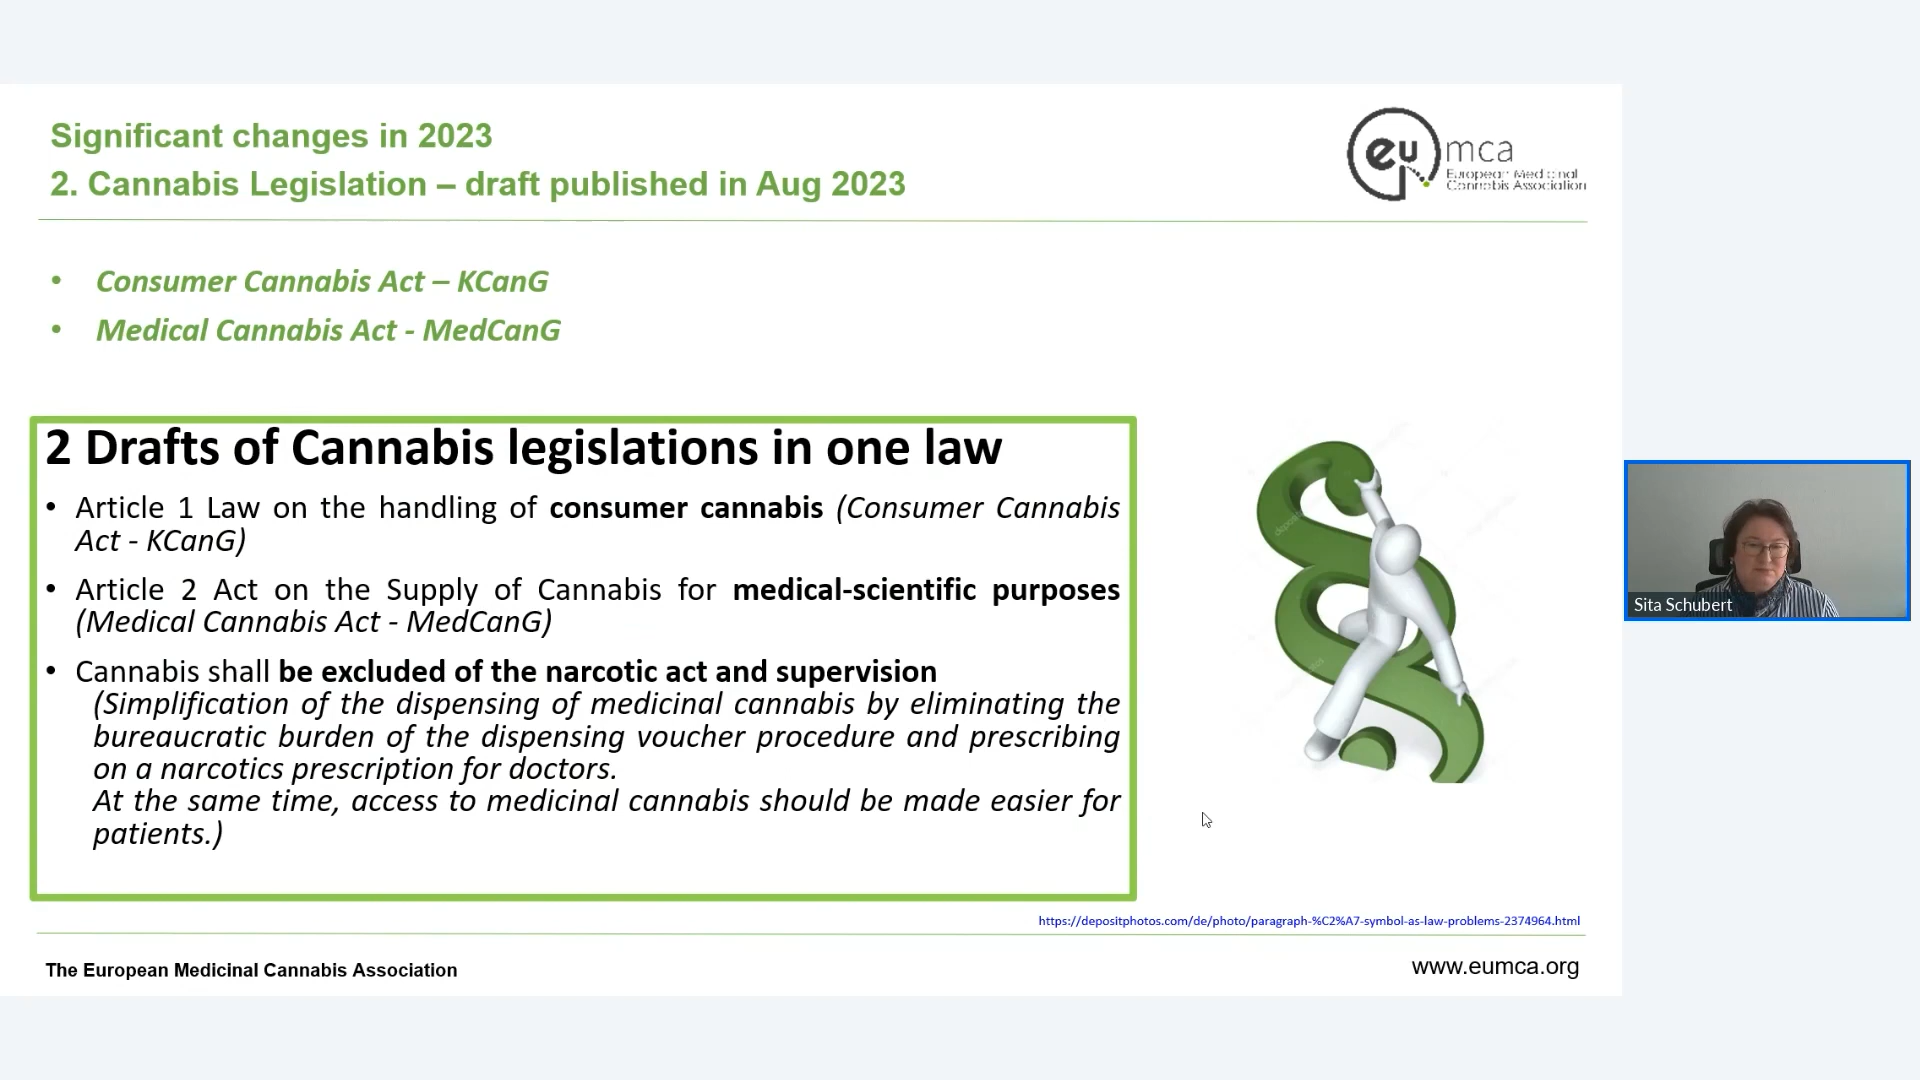 Significant changes in 2023
2. Cannabis Legislation – draft published in Aug 2023
eu mca
European Medicinal
Cannabis Association
• Consumer Cannabis Act – KCanG
• Medical Cannabis Act - MedCanG
2 Drafts of Cannabis legislations in one law
• Article 1 Law on the handling of consumer cannabis (Consumer Cannabis
Act - KCanG)
• Article 2 Act on the Supply of Cannabis for medical-scientific purposes
(Medical Cannabis Act - MedCanG)
• Cannabis shall be excluded of the narcotic act and supervision
(Simplification of the dispensing of medicinal cannabis by eliminating the
bureaucratic burden of the dispensing voucher procedure and prescribing
on a narcotics prescription for doctors.
At the same time, access to medicinal cannabis should be made easier for
patients.)
Sita Schubert
https://depositphotos.com/de/photo/paragraph-%C2%A7-symbol-as-law-problems-2374964.html
The European Medicinal Cannabis Association
www.eumca.org